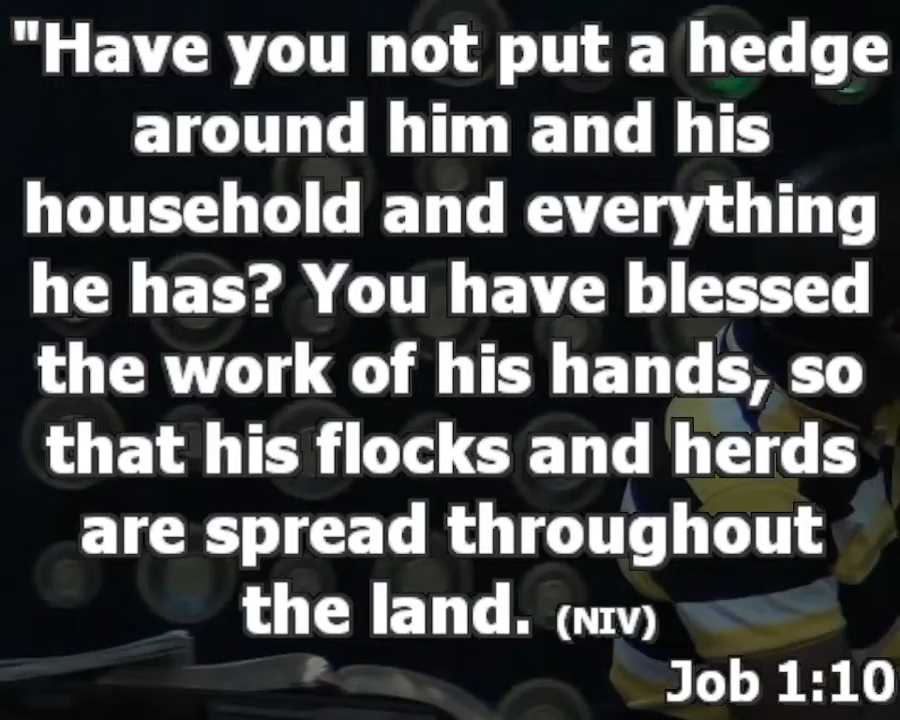 "Have you not put a hedge
around him and his
household and everything
he has? You have blessed
the work of his hands, so
that his flocks and herds
are spread throughout
the land. (NIV)
Job 1:10